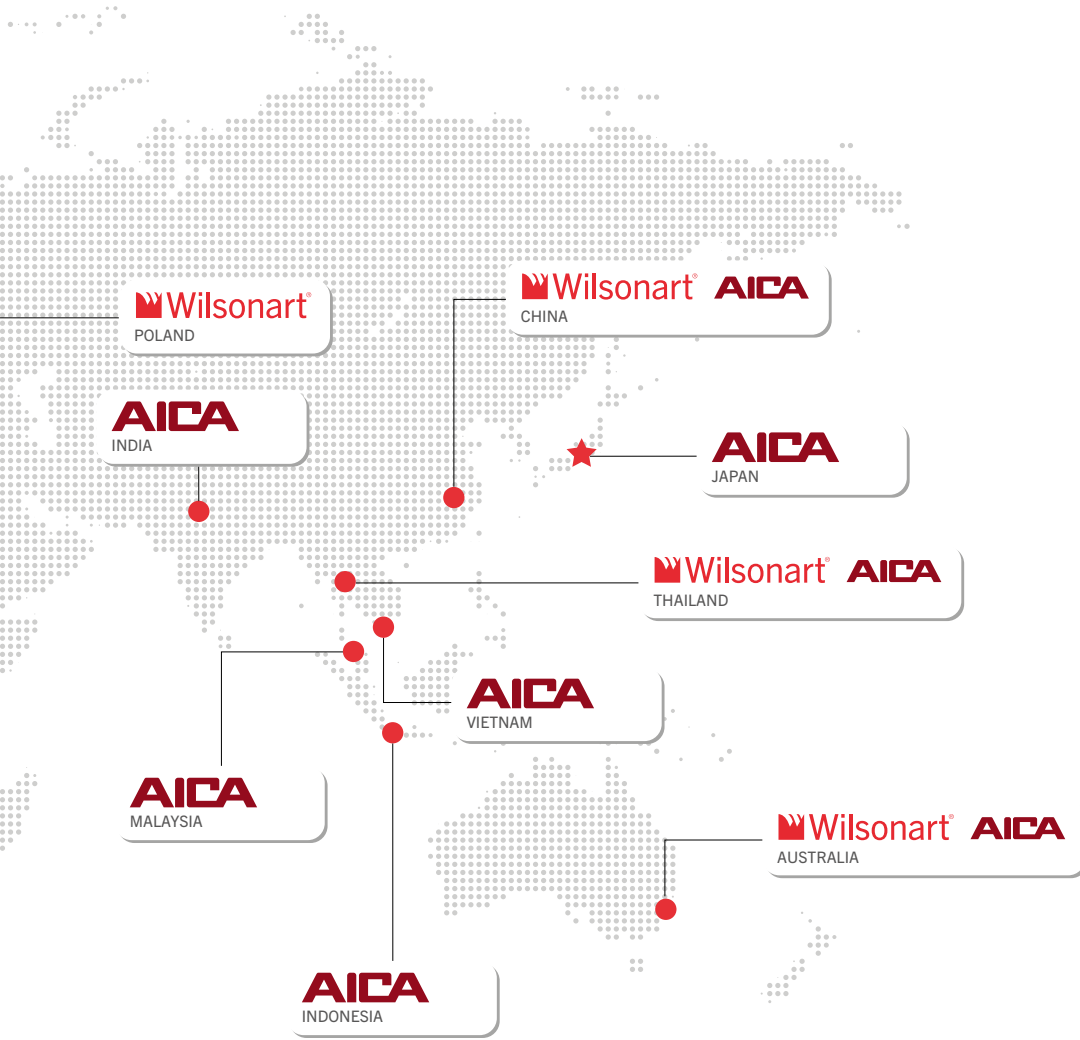 Wilsonart® AICA
CHINA
Wilsonart®
POLAND
AICA
INDIA
AICA
JAPAN
Wilsonart® AICA
THAILAND
AICA
VIETNAM
AICA
MALAYSIA
Wilsonart® AICA
AUSTRALIA
AICA
INDONESIA